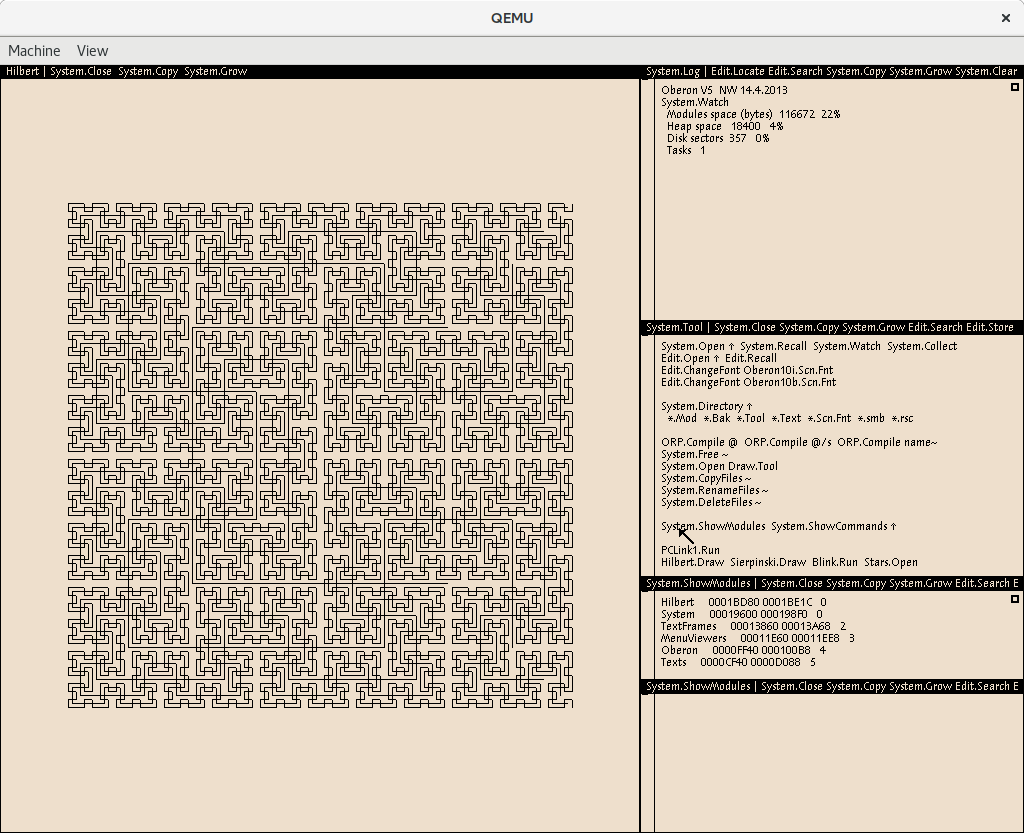 QEMU
Machine View
Hilbert | System.Close System.Copy System.Grow
System.Log | Edit.Locate Edit.Search System.Copy System.Grow System.Clear
Oberon V5 NW 14.4.2013
System.Watch
Modules space (bytes) 116672 22%
Heap space 18400 4%
Disk sectors 357 0%
Tasks 1
System.Tool | System.Close System.Copy System.Grow Edit.Search Edit.Store
System.Open ↑ System.Recall System.Watch System.Collect
Edit.Open ↑ Edit.Recall
Edit.ChangeFont Oberon10i.Scn.Fnt
Edit.ChangeFont Oberon10b.Scn.Fnt
System.Directory ↑
*.Mod *.Bak *.Tool *.Text *.Scn.Fnt *.smb *.rsc
ORP.Compile @ ORP.Compile @/s ORP.Compile name~
System.Free ~
System.Open Draw.Tool
System.CopyFiles ~
System.RenameFiles ~
System.DeleteFiles ~
System.ShowModules System.ShowCommands ↑
PCLink1.Run
Hilbert.Draw Sierpinski.Draw Blink.Run Stars.Open
System.ShowModules | System.Close System.Copy System.Grow Edit.Search E
Hilbert 0001BD80 0001BE1C 0
System 00019600 000198F0 0
TextFrames 00013860 00013A68 2
MenuViewers 00011E60 00011EE8 3
Oberon 0000FF40 000100B8 4
Texts 0000CF40 0000D088 5
System.ShowModules | System.Close System.Copy System.Grow Edit.Search E